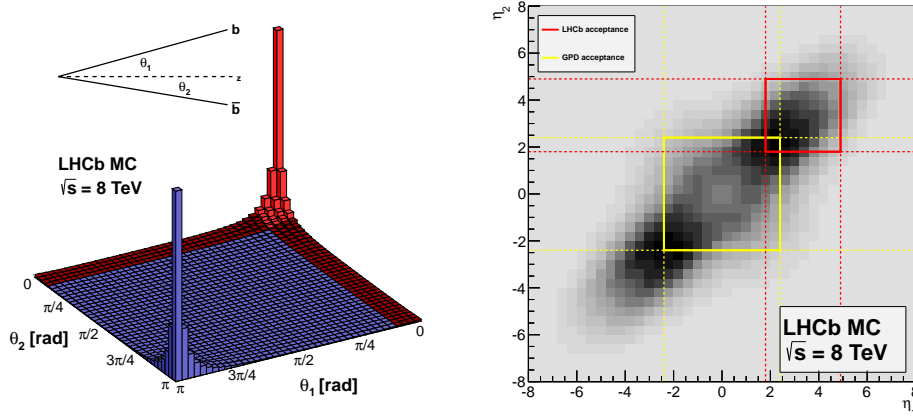 b
θ1
z
θ2
b̅
LHCb MC
√s = 8 TeV
0
π/4
π/2
3π/4
π
θ2 [rad]
π
3π/4
π/2
π/4
0
θ1 [rad]
η2
8
6
4
2
0
-2
-4
-6
-8
LHCb acceptance
GPD acceptance
LHCb MC
√s = 8 TeV
-8
-6
-4
-2
0
2
4
6
8
η